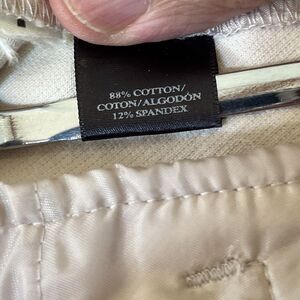 88% COTTON/
COTON/ALGODÓN
12% SPANDEX